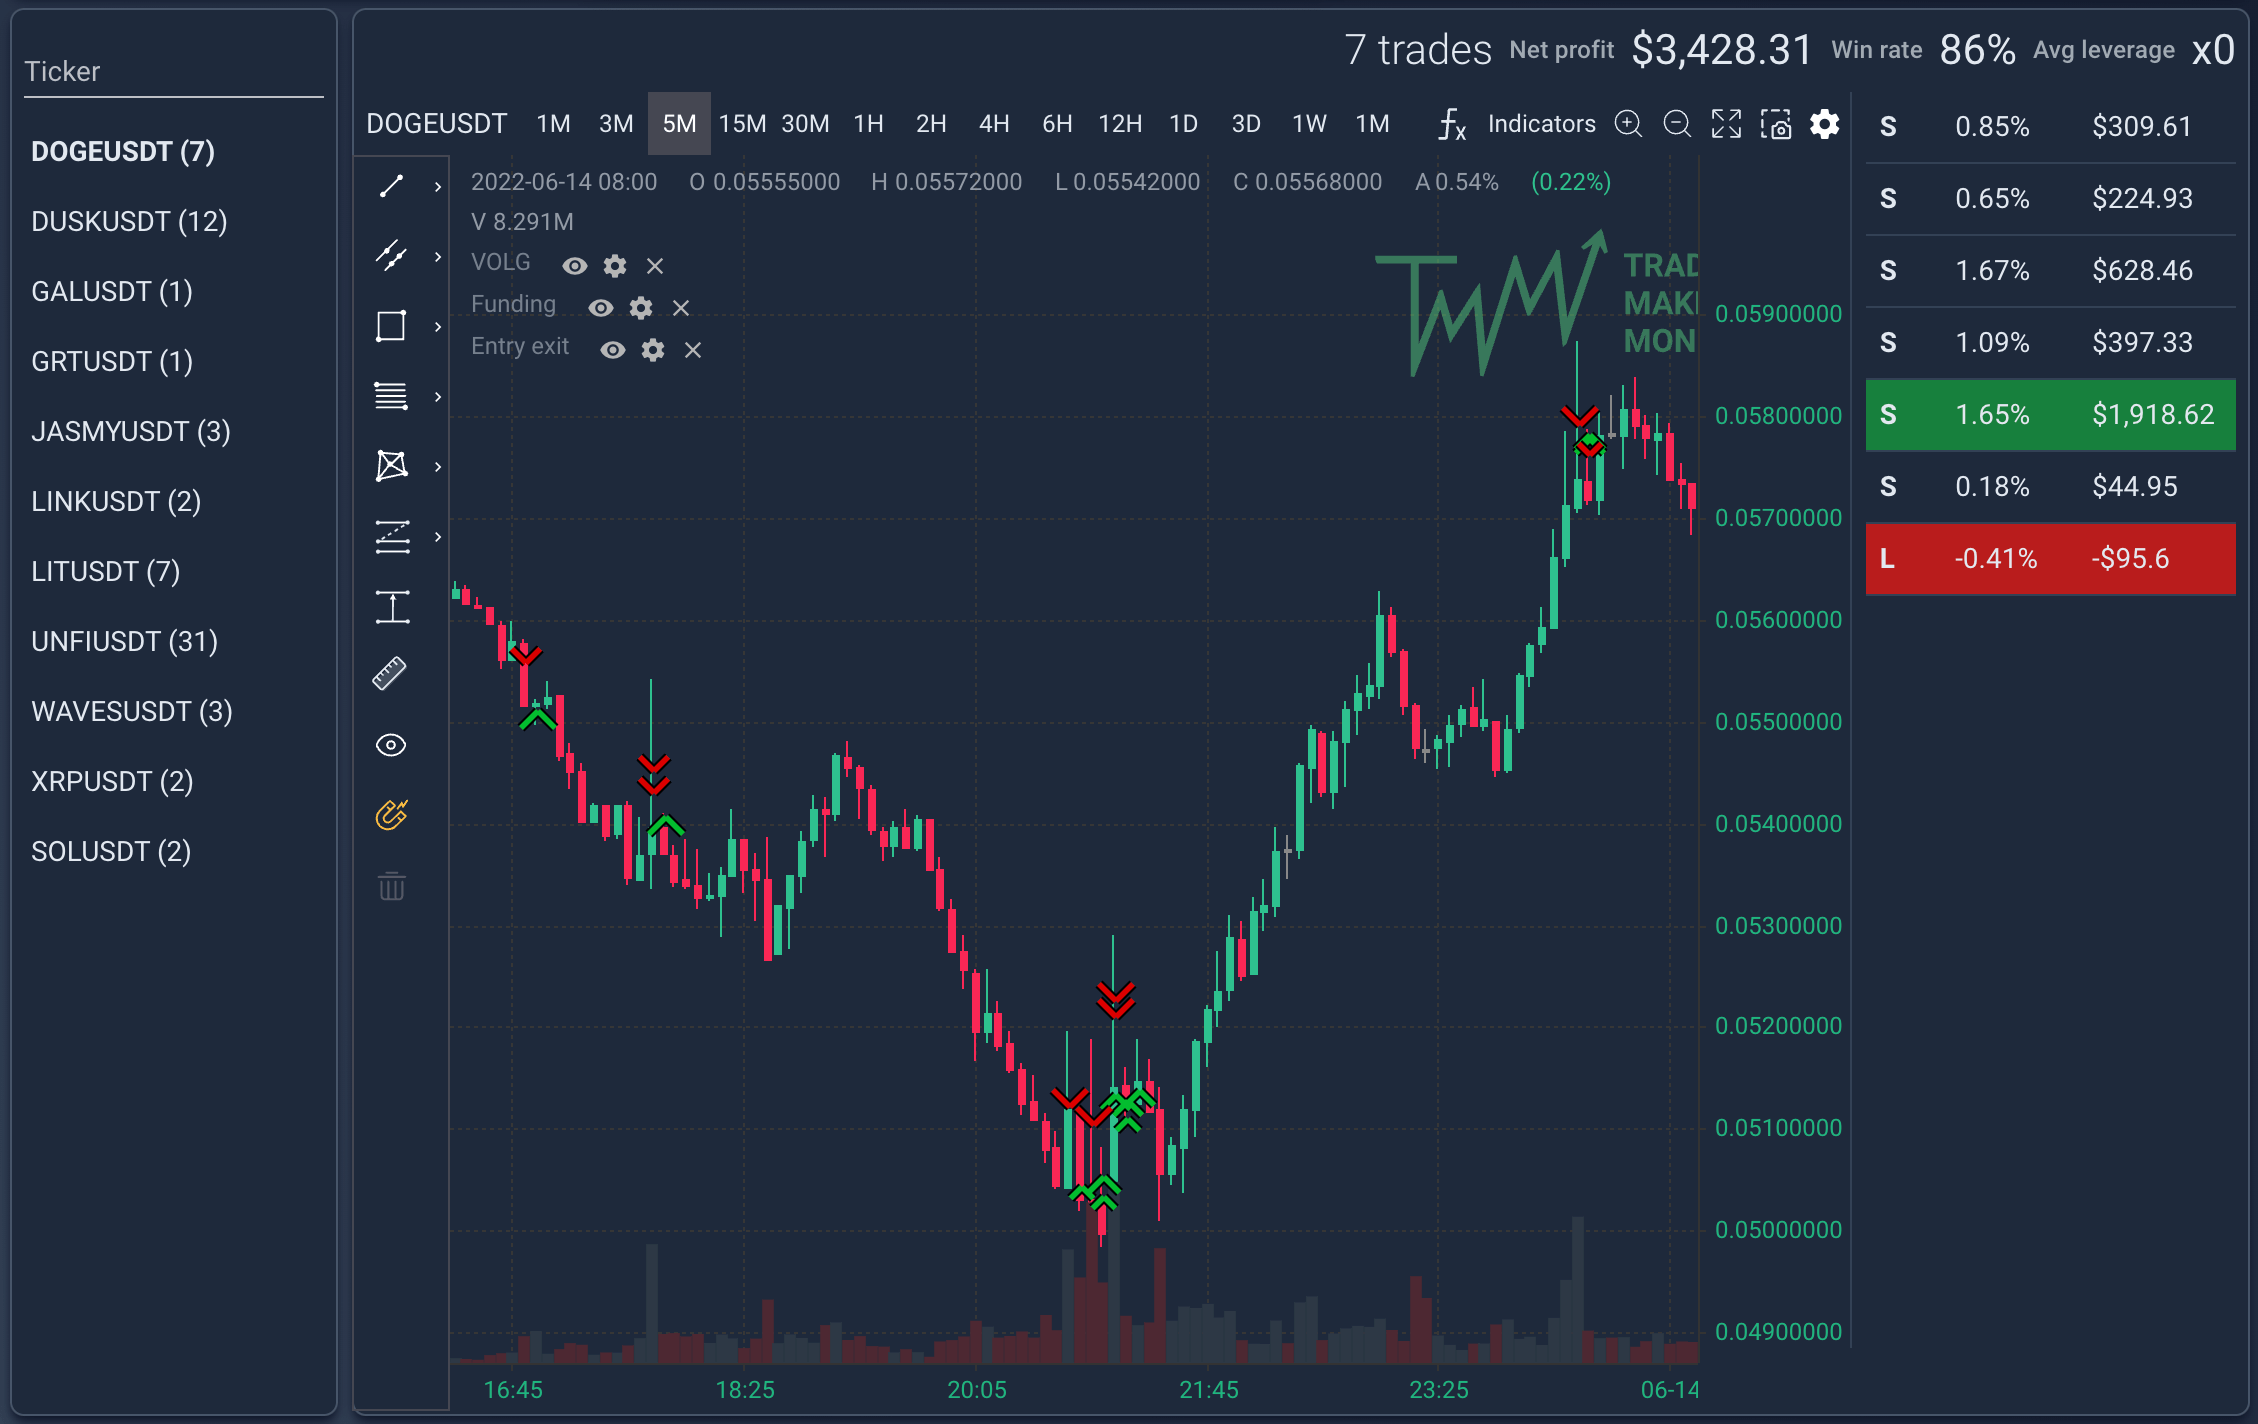 Ticker
DOGEUSDT (7)
DUSKUSDT (12)
GALUSDT (1)
GRTUSDT (1)
JASMYUSDT (3)
LINKUSDT (2)
LITUSDT (7)
UNFIUSDT (31)
WAVESUSDT (3)
XRPUSDT (2)
SOLUSDT (2)
7 trades Net profit $3,428.31 Win rate 86% Avg leverage x0
DOGEUSDT 1M 3M 5M 15M 30M 1H 2H 4H 6H 12H 1D 3D 1W 1M fx Indicators
2022-06-14 08:00 O 0.05555000 H 0.05572000 L 0.05542000 C 0.05568000 A 0.54% (0.22%)
V 8.291M
VOLG
Funding
Entry exit
TRAD
MAK
MON
0.05900000
0.05800000
0.05700000
0.05600000
0.05500000
0.05400000
0.05300000
0.05200000
0.05100000
0.05000000
0.04900000
16:45 18:25 20:05 21:45 23:25 06-14
S 0.85% $309.61
S 0.65% $224.93
S 1.67% $628.46
S 1.09% $397.33
S 1.65% $1,918.62
S 0.18% $44.95
L -0.41% -$95.6